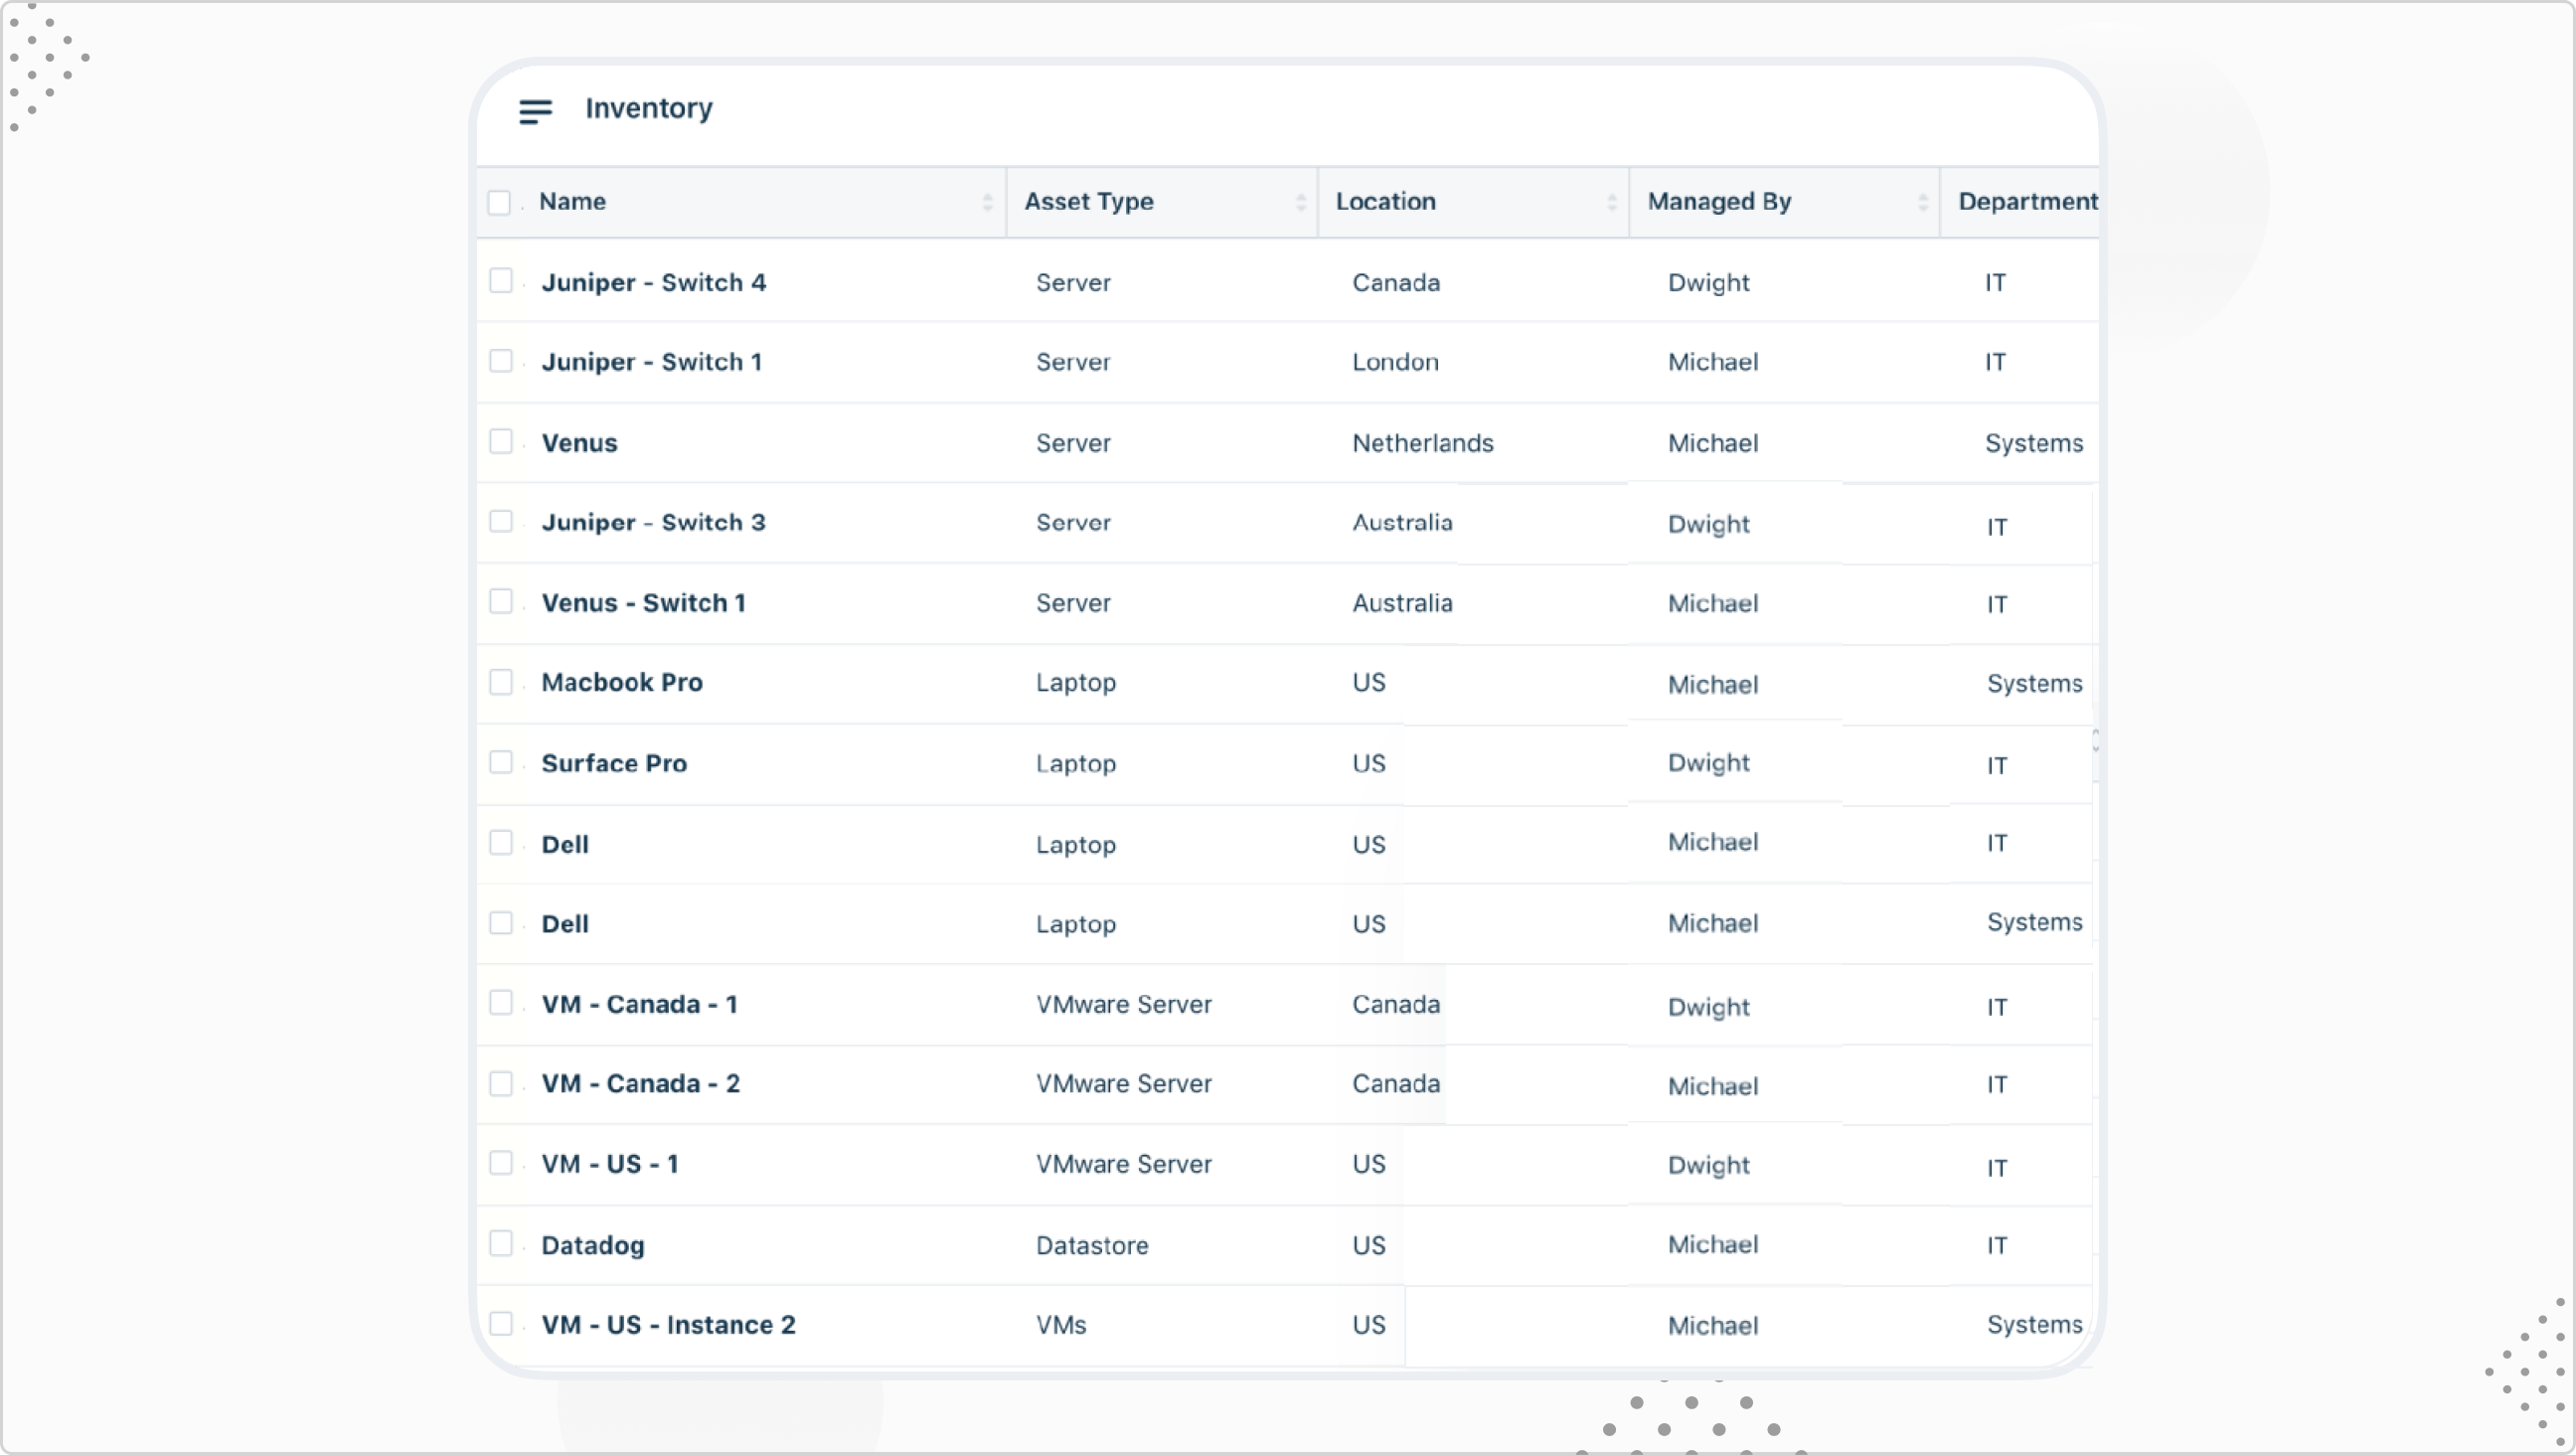 Inventory
Name Asset Type Location Managed By Department
Juniper - Switch 4 Server Canada Dwight IT
Juniper - Switch 1 Server London Michael IT
Venus Server Netherlands Michael Systems
Juniper - Switch 3 Server Australia Dwight IT
Venus - Switch 1 Server Australia Michael IT
Macbook Pro Laptop US Michael Systems
Surface Pro Laptop US Dwight IT
Dell Laptop US Michael IT
Dell Laptop US Michael Systems
VM - Canada - 1 VMware Server Canada Dwight IT
VM - Canada - 2 VMware Server Canada Michael IT
VM - US - 1 VMware Server US Dwight IT
Datadog Datastore US Michael IT
VM - US - Instance 2 VMs US Michael Systems